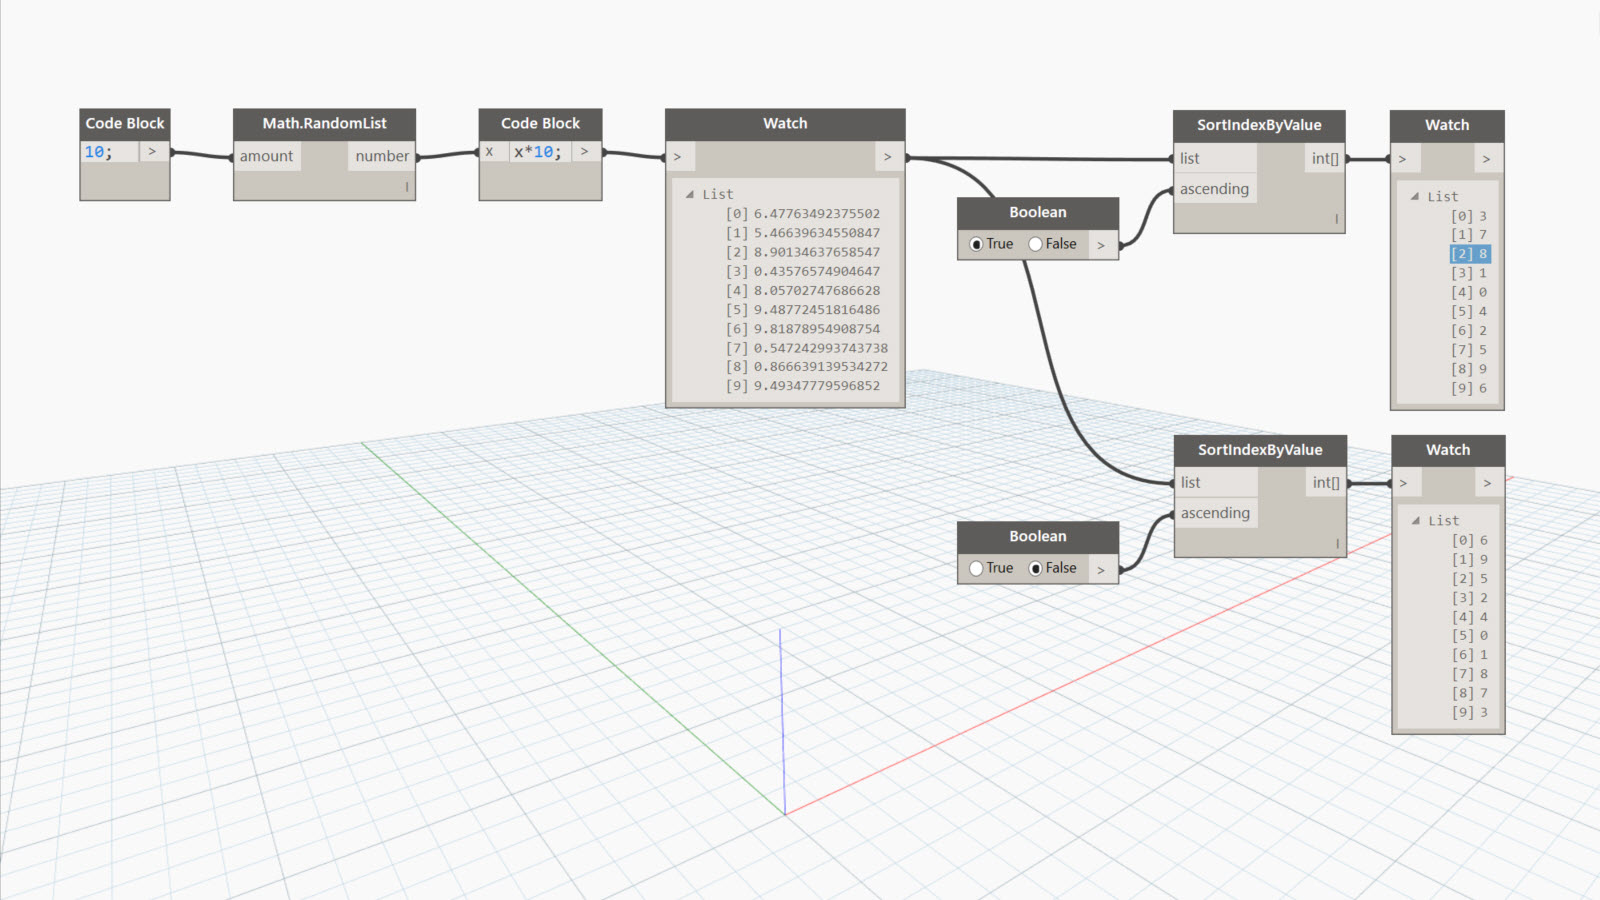 Code Block
10; >
Math.RandomList
amount number
Code Block
x x*10; >
Watch
> >
List
[0] 6.47763492375502
[1] 5.46639634550847
[2] 8.90134637658547
[3] 0.43576574904647
[4] 8.05702747686628
[5] 9.48772451816486
[6] 9.81878954908754
[7] 0.547242993743738
[8] 0.866639139534272
[9] 9.49347779596852
Boolean
True False >
SortIndexByValue
list int[]
ascending
Watch
> >
List
[0] 3
[1] 7
[2] 8
[3] 1
[4] 0
[5] 4
[6] 2
[7] 5
[8] 9
[9] 6
Boolean
True False >
SortIndexByValue
list int[]
ascending
Watch
> >
List
[0] 6
[1] 9
[2] 5
[3] 2
[4] 4
[5] 0
[6] 1
[7] 8
[8] 7
[9] 3